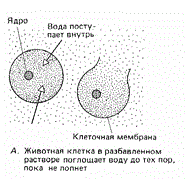 Ядро
Вода посту-
пает внутрь
Клеточная мембрана
А. Животная клетка в разбавленном
растворе поглощает воду до тех пор,
пока не лопнет